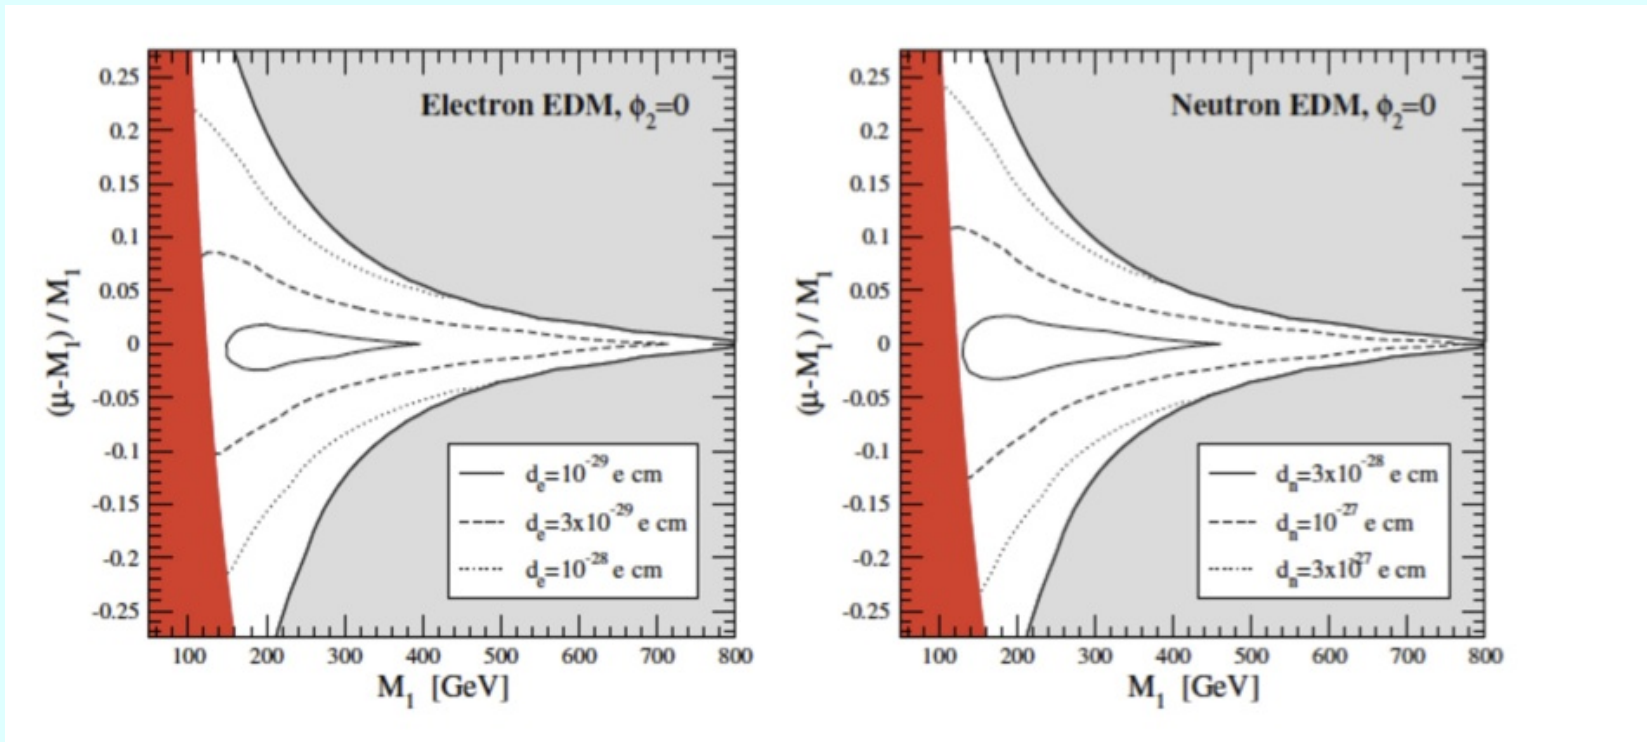 Electron EDM, ϕ₂=0
0.25
0.2
0.15
0.1
0.05
0
-0.05
-0.1
-0.15
-0.2
-0.25
(μ-M₁) / M₁
dₑ=10⁻²⁹ e cm
dₑ=3x10⁻²⁹ e cm
dₑ=10⁻²⁸ e cm
100 200 300 400 500 600 700 800
M₁ [GeV]
Neutron EDM, ϕ₂=0
0.25
0.2
0.15
0.1
0.05
0
-0.05
-0.1
-0.15
-0.2
-0.25
(μ-M₁) / M₁
dₙ=3x10⁻²⁸ e cm
dₙ=10⁻²⁷ e cm
dₙ=3x10⁻²⁷ e cm
100 200 300 400 500 600 700 800
M₁ [GeV]